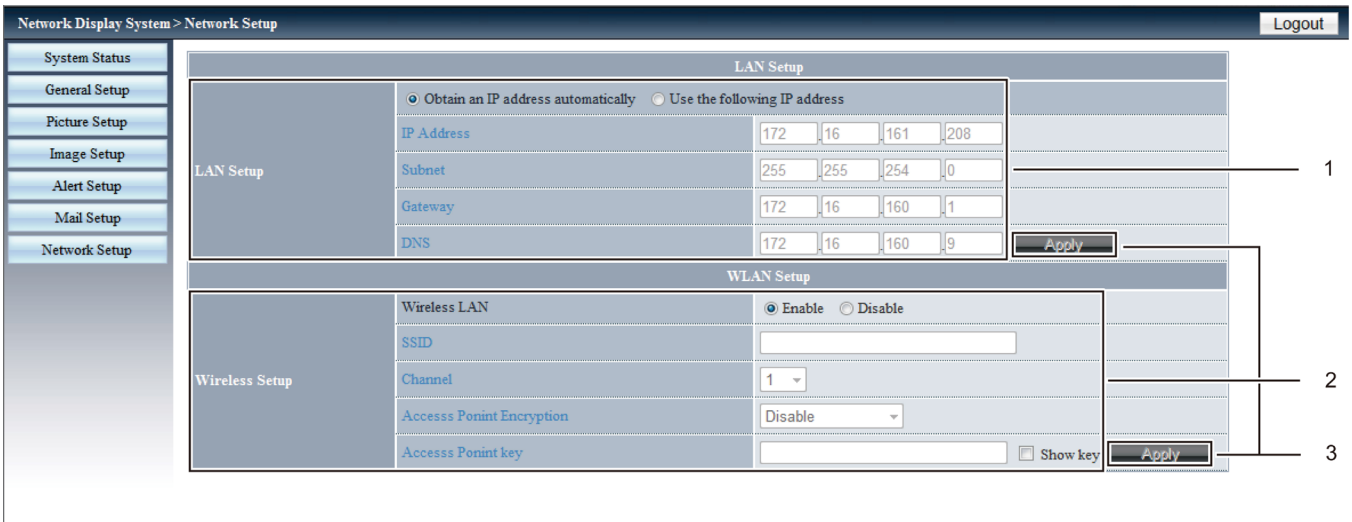 Network Display System > Network Setup
Logout
System Status
General Setup
Picture Setup
Image Setup
Alert Setup
Mail Setup
Network Setup
LAN Setup
LAN Setup
Obtain an IP address automatically Use the following IP address
IP Address 172 .16 .161 .208
Subnet 255 .255 .254 .0
1
Gateway 172 .16 .160 .1
DNS 172 .16 .160 .9 Apply
WLAN Setup
Wireless Setup
Wireless LAN Enable Disable
SSID
Channel 1
2
Accesss Ponint Encryption Disable
Accesss Ponint key Show key Apply
3